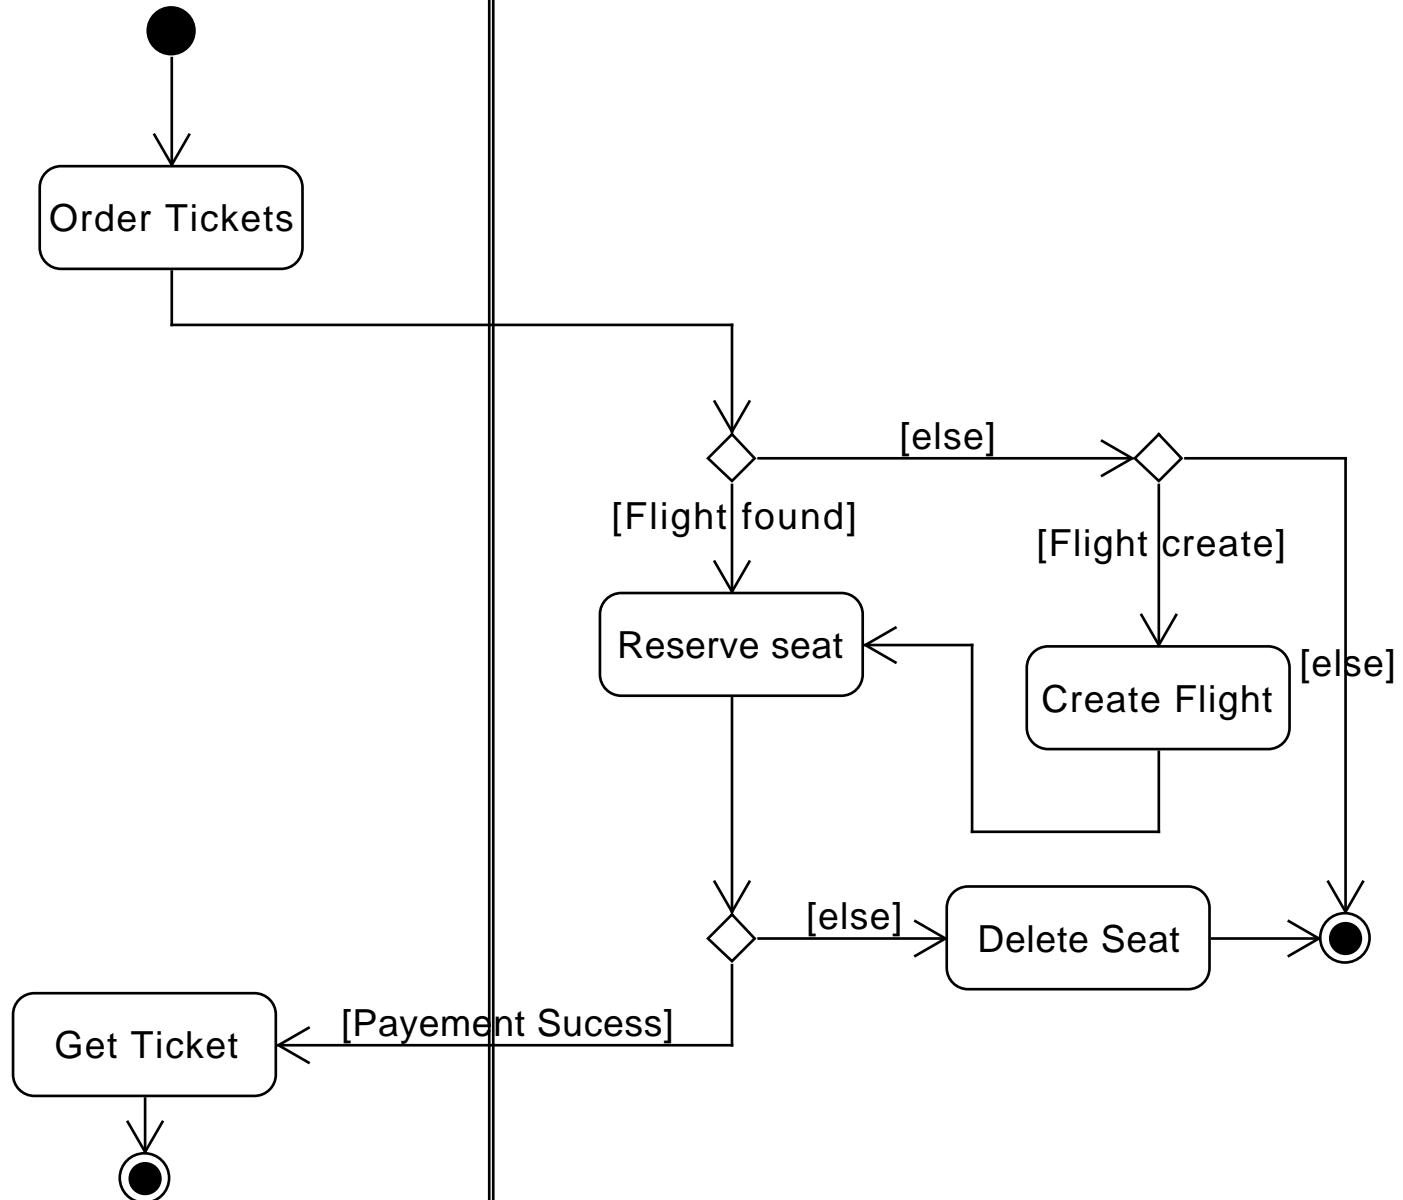 Order Tickets
[else]
[Flight found]
[Flight create]
Reserve seat
[else]
Create Flight
[else]
Delete Seat
[Payement Sucess]
Get Ticket